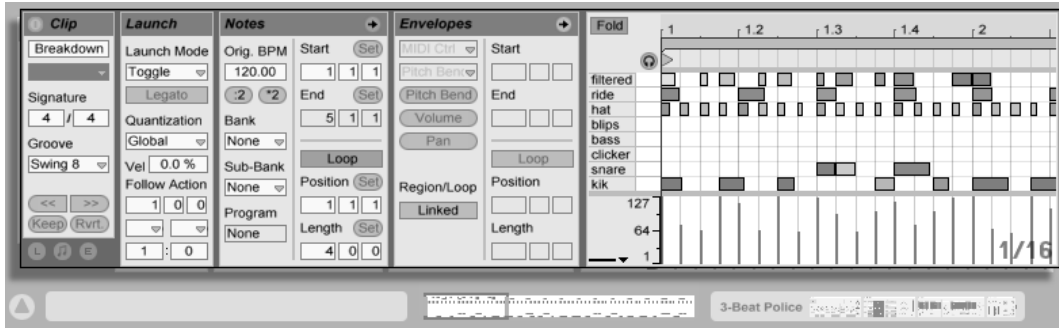 Clip
Breakdown
Signature
4 / 4
Groove
Swing 8
<< >>
Keep Rvrt.
L E
Launch
Launch Mode
Toggle
Legato
Quantization
Global
Vel 0.0 %
Follow Action
1 0 0
1 : 0
Notes
Orig. BPM
120.00
:2 *2
Bank
None
Sub-Bank
None
Program
None
Start Set
1 1 1
End Set
5 1 1
Loop
Position Set
1 1 1
Length Set
4 0 0
Envelopes
MIDI Ctrl
Pitch Bend
Pitch Bend
Volume
Pan
Region/Loop
Linked
Start
End
Loop
Position
Length
Fold
1 1.2 1.3 1.4 2
filtered
ride
hat
blips
bass
clicker
snare
kik
127
64
1
1/16
3-Beat Police